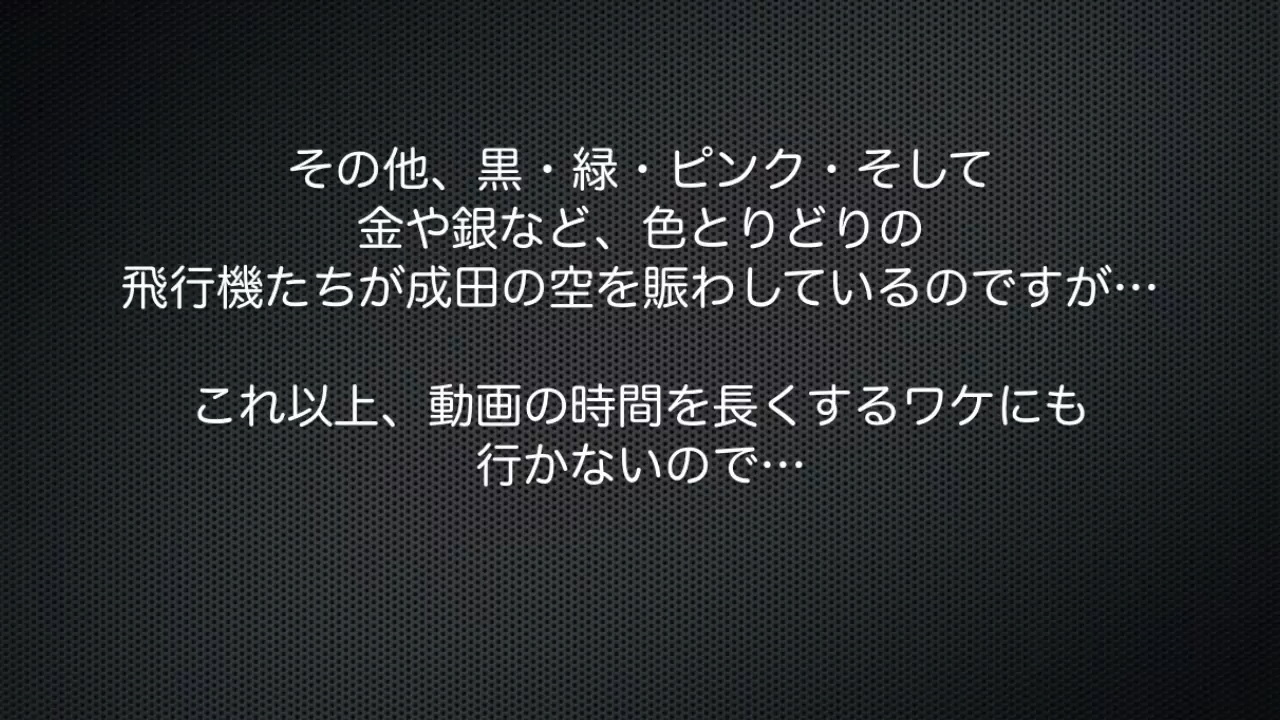 その他、黒・緑・ピンク・そして
金や銀など、色とりどりの
飛行機たちが成田の空を賑わしているのですが…
これ以上、動画の時間を長くするワケにも
行かないので…